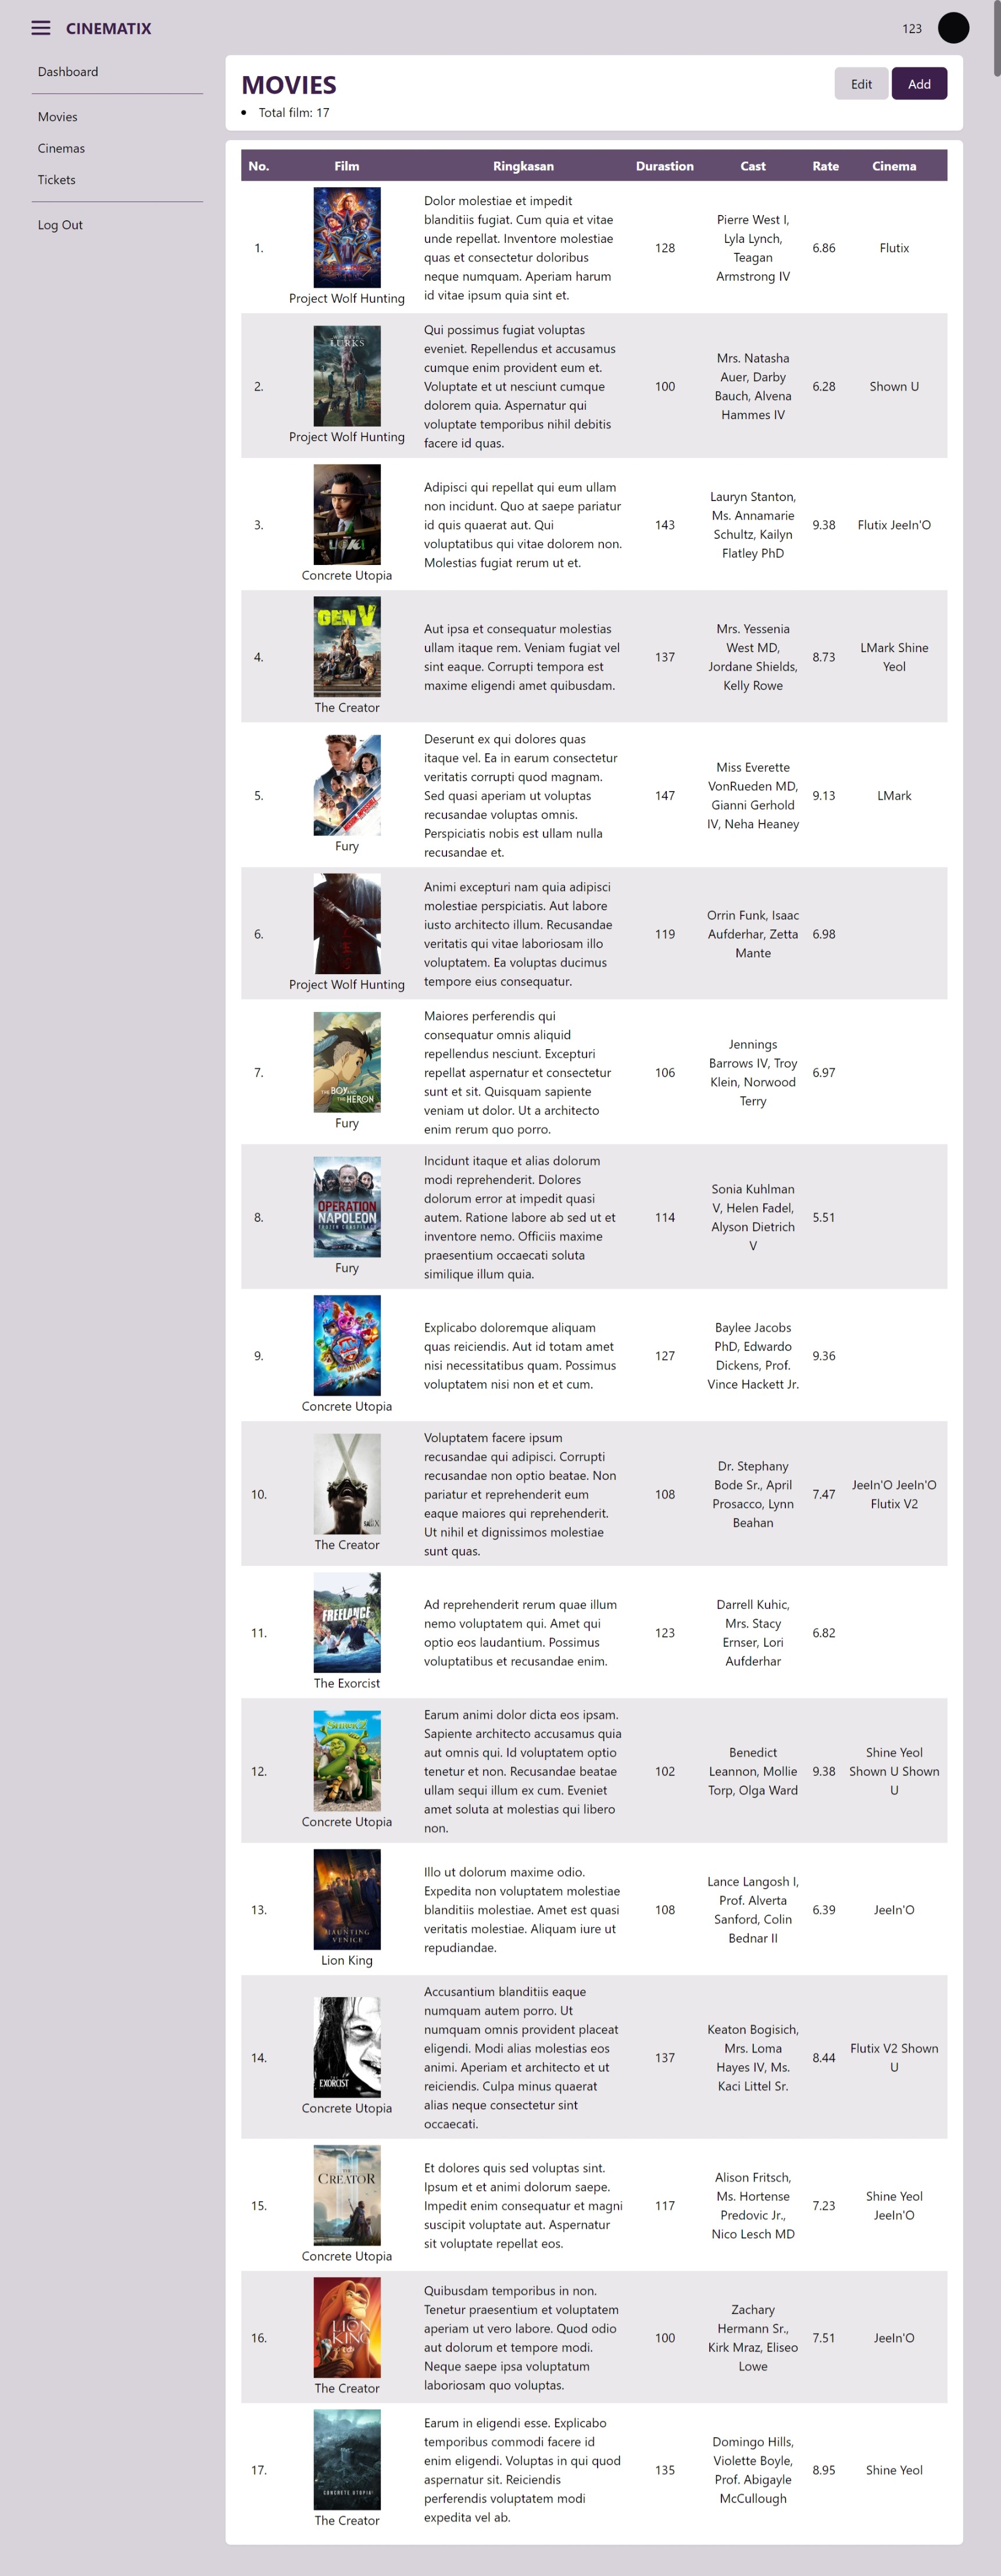 CINEMATIX
123
Dashboard
Movies
Cinemas
Tickets
Log Out
MOVIES
Edit
Add
• Total film: 17
No. Film Ringkasan Durastion Cast Rate Cinema
1.
Project Wolf Hunting
Dolor molestiae et impedit
blanditiis fugiat. Cum quia et vitae
unde repellat. Inventore molestiae
quas et consectetur doloribus
neque numquam. Aperiam harum
id vitae ipsum quia sint et.
128
Pierre West I,
Lyla Lynch,
Teagan
Armstrong IV
6.86
Flutix
2.
LURKS
Project Wolf Hunting
Qui possimus fugiat voluptas
eveniet. Repellendus et accusamus
cumque enim provident eum et.
Voluptate et ut nesciunt cumque
dolorem quia. Aspernatur qui
voluptate temporibus nihil debitis
facere id quas.
100
Mrs. Natasha
Auer, Darby
Bauch, Alvena
Hammes IV
6.28
Shown U
3.
LOKI
Concrete Utopia
Adipisci qui repellat qui eum ullam
non incidunt. Quo at saepe pariatur
id quis quaerat aut. Qui
voluptatibus qui vitae dolorem non.
Molestias fugiat rerum ut et.
143
Lauryn Stanton,
Ms. Annamarie
Schultz, Kailyn
Flatley PhD
9.38
Flutix JeeIn'O
4.
GEN V
The Creator
Aut ipsa et consequatur molestias
ullam itaque rem. Veniam fugiat vel
sint eaque. Corrupti tempora est
maxime eligendi amet quibusdam.
137
Mrs. Yessenia
West MD,
Jordane Shields,
Kelly Rowe
8.73
LMark Shine
Yeol
5.
MISSION: IMPOSSIBLE
Fury
Deserunt ex qui dolores quas
itaque vel. Ea in earum consectetur
veritatis corrupti quod magnam.
Sed quasi aperiam ut voluptas
recusandae voluptas omnis.
Perspiciatis nobis est ullam nulla
recusandae et.
147
Miss Everette
VonRueden MD,
Gianni Gerhold
IV, Neha Heaney
9.13
LMark
6.
Project Wolf Hunting
Animi excepturi nam quia adipisci
molestiae perspiciatis. Aut labore
iusto architecto illum. Recusandae
veritatis qui vitae laboriosam illo
voluptatem. Ea voluptas ducimus
tempore eius consequatur.
119
Orrin Funk, Isaac
Aufderhar, Zetta
Mante
6.98
7.
THE BOY AND
THE HERON
Fury
Maiores perferendis qui
consequatur omnis aliquid
repellendus nesciunt. Excepturi
repellat aspernatur et consectetur
sunt et sit. Quisquam sapiente
veniam ut dolor. Ut a architecto
enim rerum quo porro.
106
Jennings
Barrows IV, Troy
Klein, Norwood
Terry
6.97
8.
OPERATION
NAPOLEON
Fury
Incidunt itaque et alias dolorum
modi reprehenderit. Dolores
dolorum error at impedit quasi
autem. Ratione labore ab sed ut et
inventore nemo. Officiis maxime
praesentium occaecati soluta
similique illum quia.
114
Sonia Kuhlman
V, Helen Fadel,
Alyson Dietrich
V
5.51
9.
Concrete Utopia
Explicabo doloremque aliquam
quas reiciendis. Aut id totam amet
nisi necessitatibus quam. Possimus
voluptatem nisi non et et cum.
127
Baylee Jacobs
PhD, Edwardo
Dickens, Prof.
Vince Hackett Jr.
9.36
10.
The Creator
Voluptatem facere ipsum
recusandae qui adipisci. Corrupti
recusandae non optio beatae. Non
pariatur et reprehenderit eum
eaque maiores qui reprehenderit.
Ut nihil et dignissimos molestiae
sunt quas.
108
Dr. Stephany
Bode Sr., April
Prosacco, Lynn
Beahan
7.47
JeeIn'O JeeIn'O
Flutix V2
11.
FREELANCE
The Exorcist
Ad reprehenderit rerum quae illum
nemo voluptatem qui. Amet qui
optio eos laudantium. Possimus
voluptatibus et recusandae enim.
123
Darrell Kuhic,
Mrs. Stacy
Ernser, Lori
Aufderhar
6.82
12.
SHREK 2
Concrete Utopia
Earum animi dolor dicta eos ipsam.
Sapiente architecto accusamus quia
aut omnis qui. Id voluptatem optio
tenetur et non. Recusandae beatae
ullam sequi illum ex cum. Eveniet
amet soluta at molestias qui libero
non.
102
Benedict
Leannon, Mollie
Torp, Olga Ward
9.38
Shine Yeol
Shown U Shown
U
13.
HAUNTING
VENICE
Lion King
Illo ut dolorum maxime odio.
Expedita non voluptatem molestiae
blanditiis molestiae. Amet est quasi
veritatis molestiae. Aliquam iure ut
repudiandae.
108
Lance Langosh I,
Prof. Alverta
Sanford, Colin
Bednar II
6.39
JeeIn'O
14.
EXORCIST
Concrete Utopia
Accusantium blanditiis eaque
numquam autem porro. Ut
numquam omnis provident placeat
eligendi. Modi alias molestias eos
animi. Aperiam et architecto et ut
reiciendis. Culpa minus quaerat
alias neque consectetur sint
occaecati.
137
Keaton Bogisich,
Mrs. Loma
Hayes IV, Ms.
Kaci Littel Sr.
8.44
Flutix V2 Shown
U
15.
THE
CREATOR
Concrete Utopia
Et dolores quis sed voluptas sint.
Ipsum et et animi dolorum saepe.
Impedit enim consequatur et magni
suscipit voluptate aut. Aspernatur
sit voluptate repellat eos.
117
Alison Fritsch,
Ms. Hortense
Predovic Jr.,
Nico Lesch MD
7.23
Shine Yeol
JeeIn'O
16.
LION
KING
The Creator
Quibusdam temporibus in non.
Tenetur praesentium et voluptatem
aperiam ut vero labore. Quod odio
aut dolorum et tempore modi.
Neque saepe ipsa voluptatum
laboriosam quo voluptas.
100
Zachary
Hermann Sr.,
Kirk Mraz, Eliseo
Lowe
7.51
JeeIn'O
17.
CONCRETE UTOPIA
The Creator
Earum in eligendi esse. Explicabo
temporibus commodi facere id
enim eligendi. Voluptas in qui quod
aspernatur sit. Reiciendis
perferendis voluptatem modi
expedita vel ab.
135
Domingo Hills,
Violette Boyle,
Prof. Abigayle
McCullough
8.95
Shine Yeol